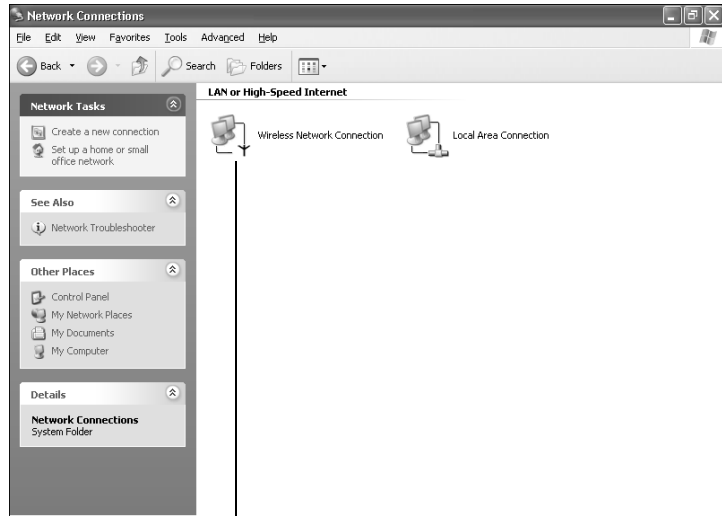 Network Connections
File Edit View Favorites Tools Advanced Help
Back Search Folders
Network Tasks
Create a new connection
Set up a home or small
office network
See Also
Network Troubleshooter
Other Places
Control Panel
My Network Places
My Documents
My Computer
Details
Network Connections
System Folder
LAN or High-Speed Internet
Wireless Network Connection
Local Area Connection